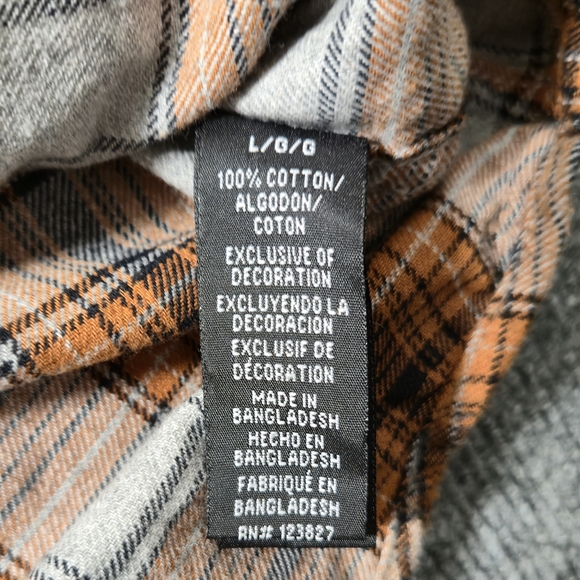 L/G/G
100% COTTON/
ALGODON/
COTON
EXCLUSIVE OF
DECORATION
EXCLUYENDO LA
DECORACION
EXCLUSIF DE
DÉCORATION
MADE IN
BANGLADESH
HECHO EN
BANGLADESH
FABRIQUÉ EN
BANGLADESH
RN# 123827